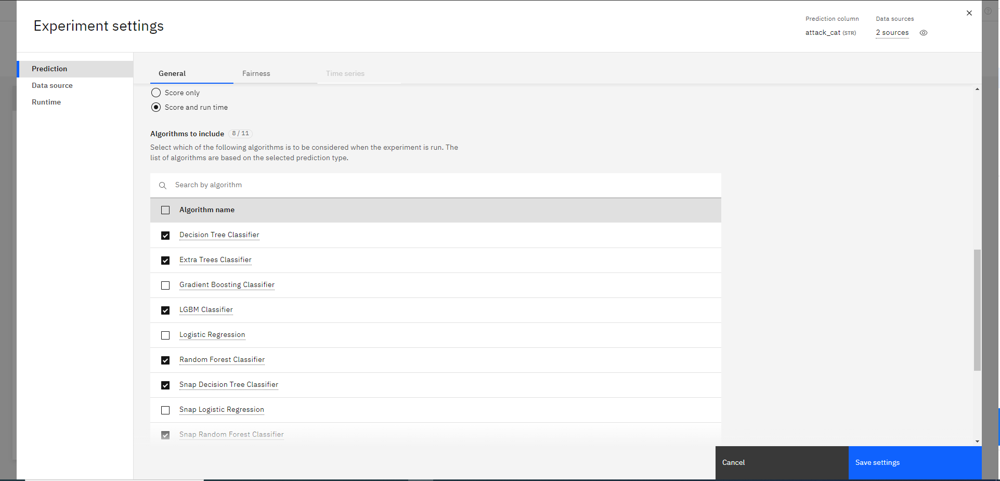 Experiment settings
Prediction column
attack_cat (STR)
Data sources
2 sources
Prediction
Data source
Runtime
General
Fairness
Time series
Score only
Score and run time
Algorithms to include 8 / 11
Select which of the following algorithms is to be considered when the experiment is run. The
list of algorithms are based on the selected prediction type.
Search by algorithm
Algorithm name
Decision Tree Classifier
Extra Trees Classifier
Gradient Boosting Classifier
LGBM Classifier
Logistic Regression
Random Forest Classifier
Snap Decision Tree Classifier
Snap Logistic Regression
Snap Random Forest Classifier
Cancel
Save settings